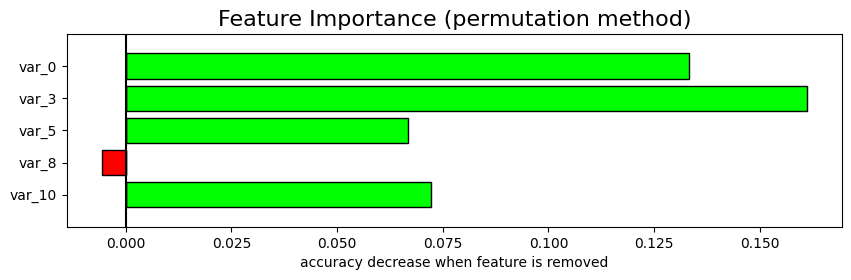 Feature Importance (permutation method)
var_0
var_3
var_5
var_8
var_10
0.000 0.025 0.050 0.075 0.100 0.125 0.150
accuracy decrease when feature is removed